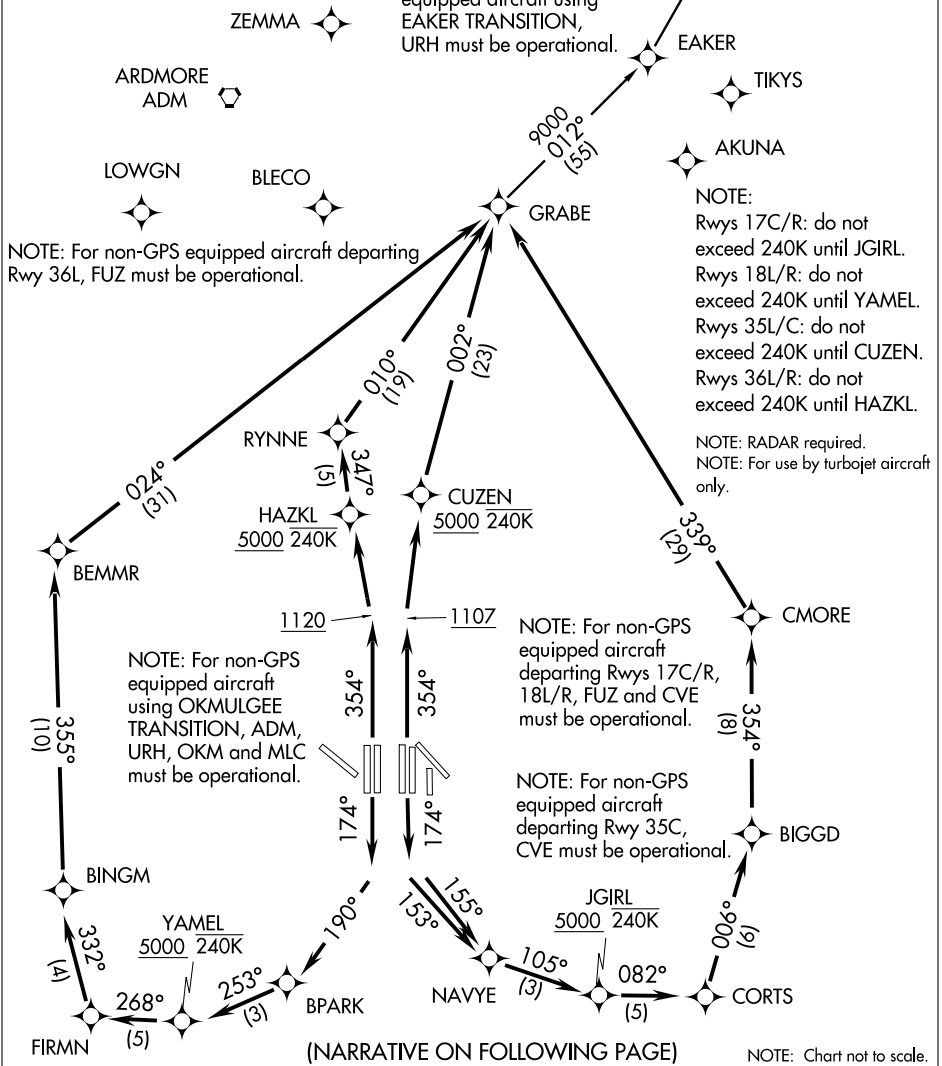 equipped aircraft using
EAKER TRANSITION,
URH must be operational.
ZEMMA
EAKER
ARDMORE
ADM
TIKYS
9000
012°
(55)
AKUNA
LOWGN
BLECO
GRABE
NOTE: For non-GPS equipped aircraft departing
Rwy 36L, FUZ must be operational.
NOTE:
Rwys 17C/R: do not
exceed 240K until JGIRL.
Rwys 18L/R: do not
exceed 240K until YAMEL.
Rwys 35L/C: do not
exceed 240K until CUZEN.
Rwys 36L/R: do not
exceed 240K until HAZKL.
NOTE: RADAR required.
NOTE: For use by turbojet aircraft
only.
010°
(19)
002°
(23)
RYNNE
347°
(5)
024°
(31)
HAZKL
5000 240K
CUZEN
5000 240K
339°
(29)
BEMMR
1120
1107
CMORE
NOTE: For non-GPS
equipped aircraft
using OKMULGEE
TRANSITION, ADM,
URH, OKM and MLC
must be operational.
NOTE: For non-GPS
equipped aircraft
departing Rwys 17C/R,
18L/R, FUZ and CVE
must be operational.
354°
354°
355°
(10)
354°
(8)
174°
174°
NOTE: For non-GPS
equipped aircraft
departing Rwy 35C,
CVE must be operational.
BIGGD
BINGM
190°
155°
153°
YAMEL
5000 240K
JGIRL
5000 240K
332°
(4)
006°
(9)
253°
(3)
105°
(3)
082°
(5)
268°
(5)
BPARK
NAVYE
CORTS
FIRMN
(NARRATIVE ON FOLLOWING PAGE)
NOTE: Chart not to scale.